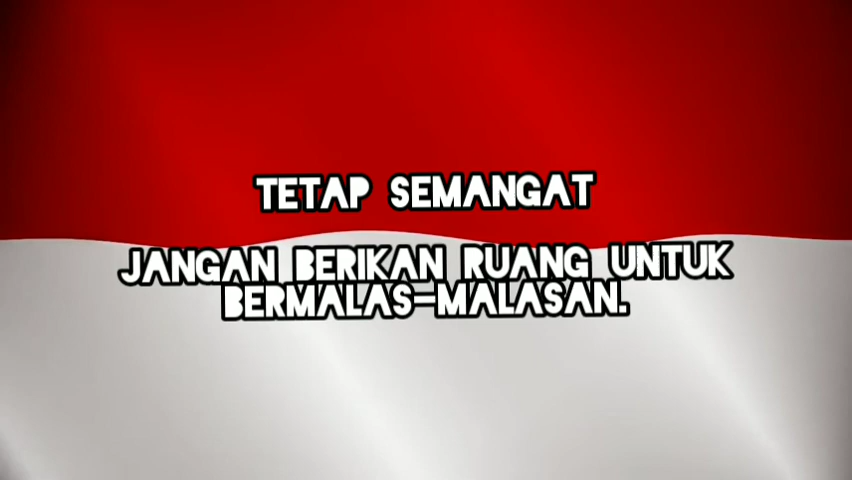 TETAP SEMANGAT
JANGAN BERIKAN RUANG UNTUK
BERMALAS-MALASAN.